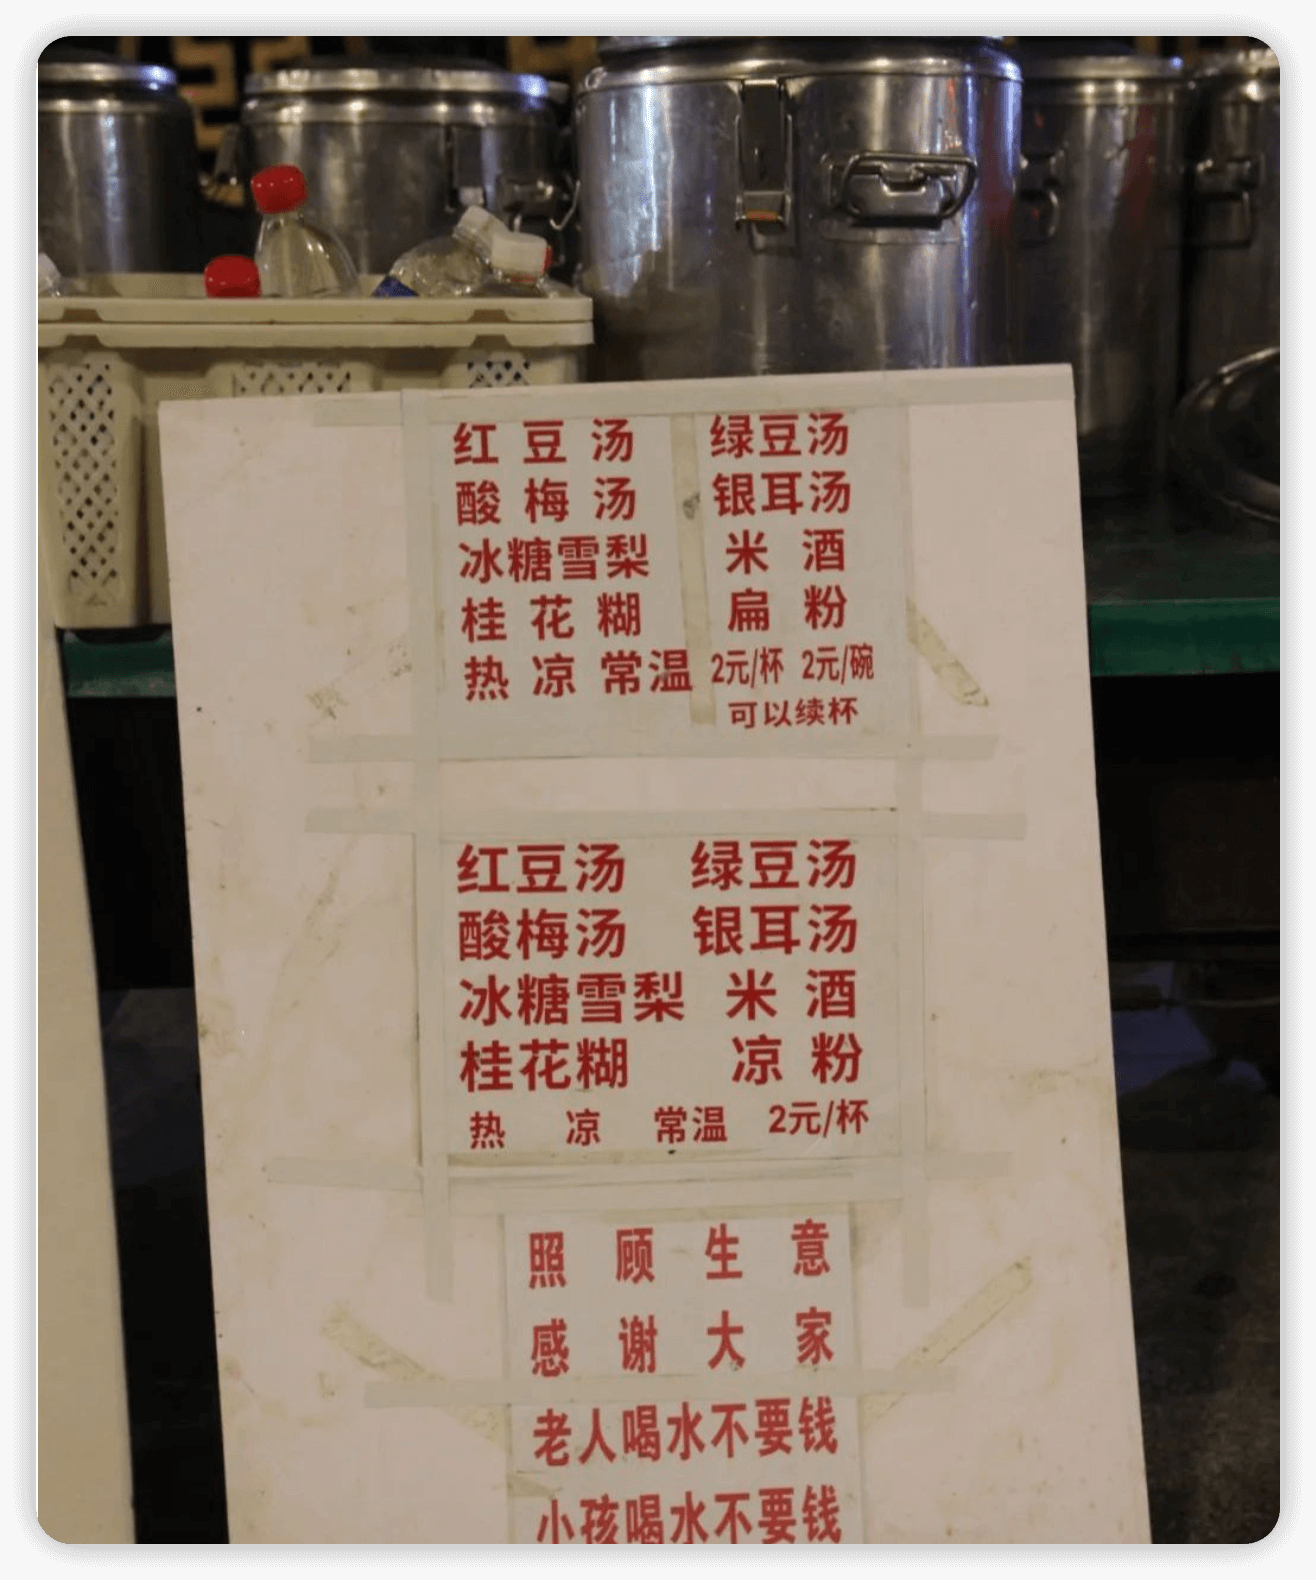 红豆汤 绿豆汤
酸梅汤 银耳汤
冰糖雪梨 米酒
桂花糊 扁粉
热 凉 常温 2元/杯 2元/碗
可以续杯
红豆汤 绿豆汤
酸梅汤 银耳汤
冰糖雪梨 米酒
桂花糊 凉粉
热 凉 常温 2元/杯
照顾生意
感谢大家
老人喝水不要钱
小孩喝水不要钱